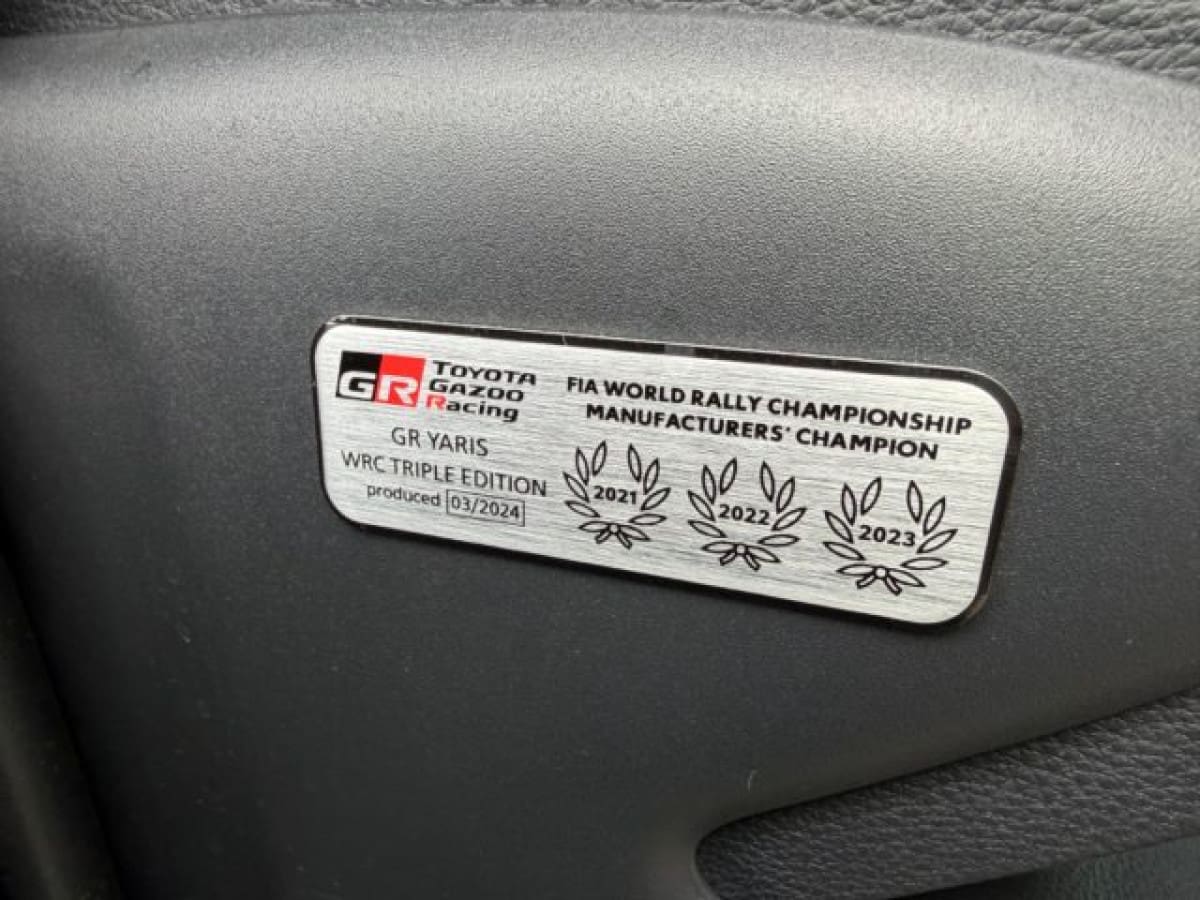 GR TOYOTA
GAZOO
Racing
GR YARIS
WRC TRIPLE EDITION
produced 03/2024
FIA WORLD RALLY CHAMPIONSHIP
MANUFACTURERS' CHAMPION
2021 2022 2023